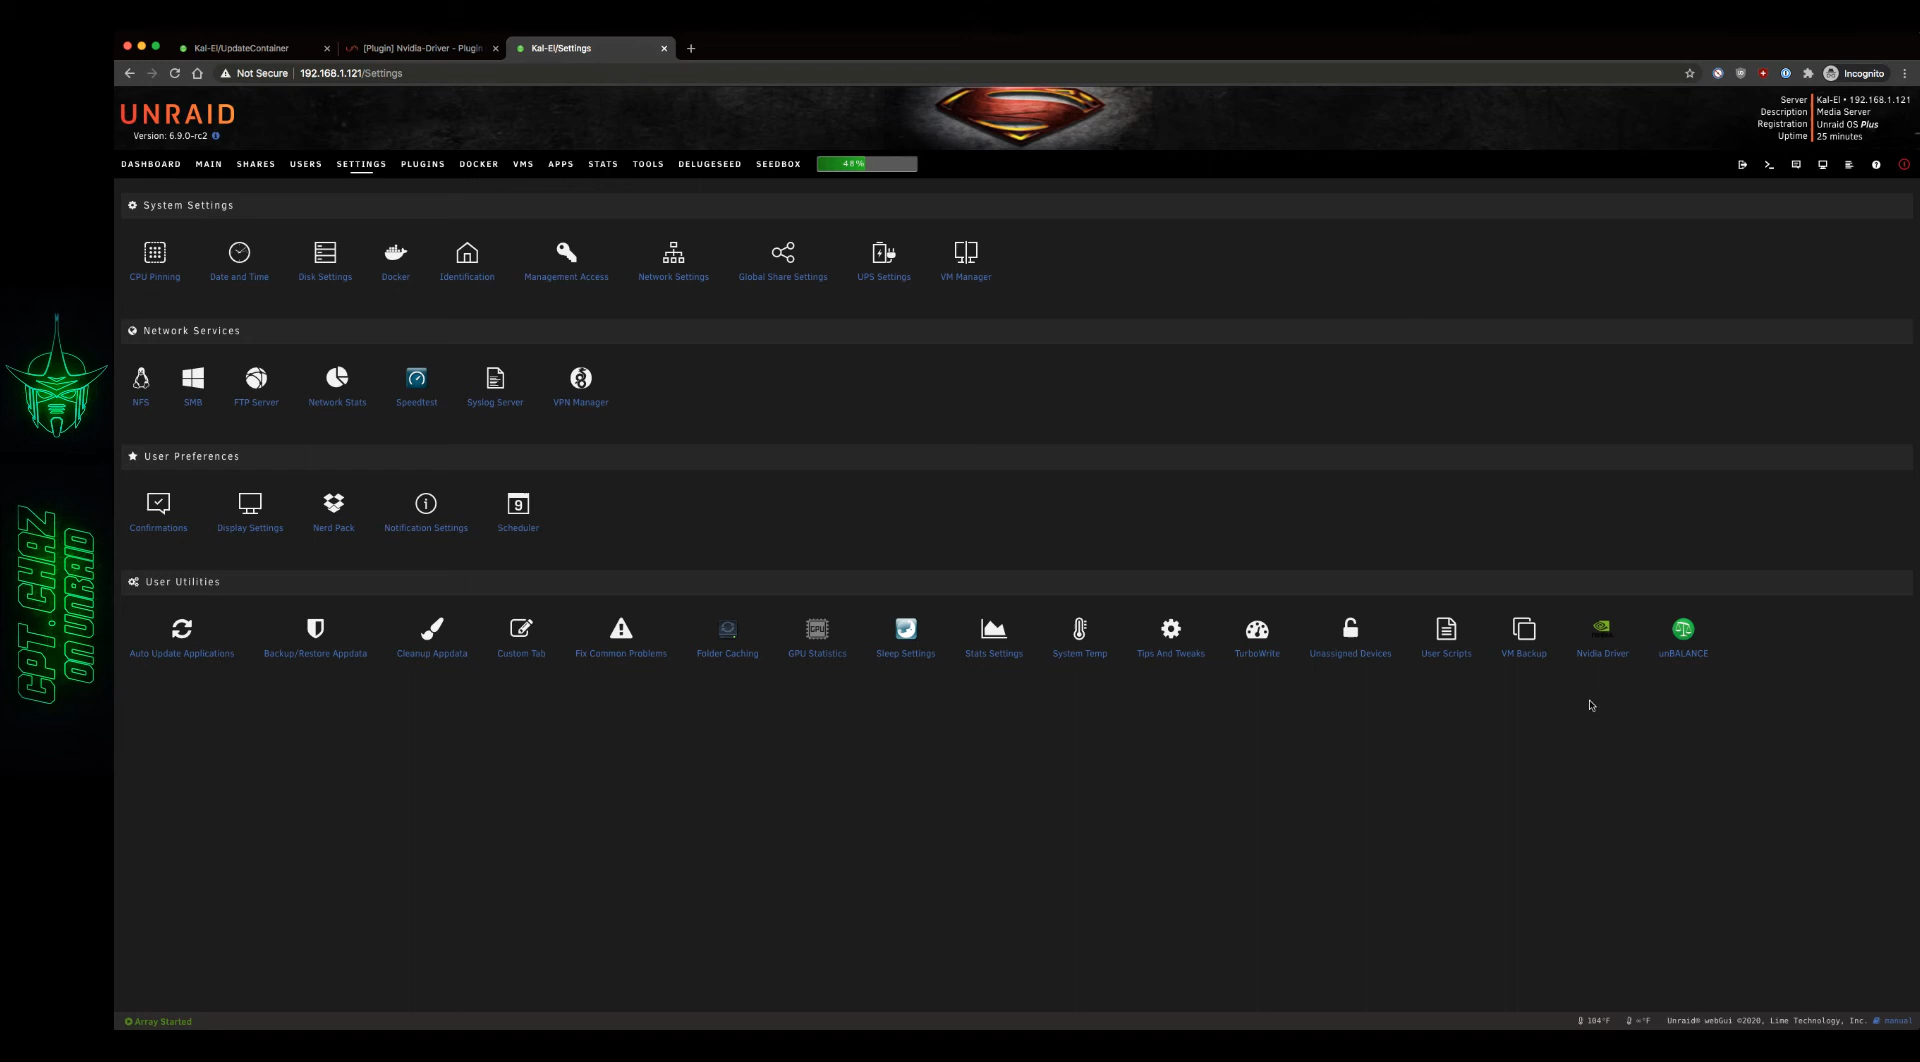 Kal-El/UpdateContainer
[Plugin] Nvidia-Driver - Plugin
Kal-El/Settings
Not Secure | 192.168.1.121/Settings
Incognito
UNRAID
Version: 6.9.0-rc2
Server Kal-El • 192.168.1.121
Description Media Server
Registration Unraid OS Plus
Uptime 25 minutes
DASHBOARD MAIN SHARES USERS SETTINGS PLUGINS DOCKER VMS APPS STATS TOOLS DELUGESEED SEEDBOX 48%
System Settings
CPU Pinning Date and Time Disk Settings Docker Identification Management Access Network Settings Global Share Settings UPS Settings VM Manager
Network Services
NFS SMB FTP Server Network Stats Speedtest Syslog Server VPN Manager
User Preferences
9
Confirmations Display Settings Nerd Pack Notification Settings Scheduler
User Utilities
GPU
Auto Update Applications Backup/Restore Appdata Cleanup Appdata Custom Tab Fix Common Problems Folder Caching GPU Statistics Sleep Settings Stats Settings System Temp Tips And Tweaks TurboWrite Unassigned Devices User Scripts VM Backup Nvidia Driver unBALANCE
CPT.CHAZ
ON UNRAID
Array Started
104°F ∞°F Unraid® webGui ©2020, Lime Technology, Inc. manual